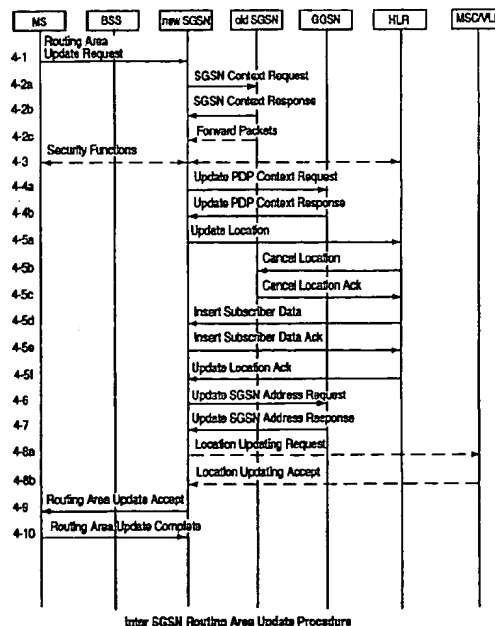 MS BSS new SGSN old SGSN GGSN HLR MSC/VLR
4-1 Routing Area
Update Request
4-2a SGSN Context Request
4-2b SGSN Context Response
4-2c Forward Packets
4-3 Security Functions
4-4a Update PDP Context Request
4-4b Update PDP Context Response
4-5a Update Location
4-5b Cancel Location
4-5c Cancel Location Ack
4-5d Insert Subscriber Data
4-5e Insert Subscriber Data Ack
4-5f Update Location Ack
4-6 Update SGSN Address Request
4-7 Update SGSN Address Response
4-8a Location Updating Request
4-8b Location Updating Accept
4-9 Routing Area Update Accept
4-10 Routing Area Update Complete
Inter SGSN Routing Area Update Procedure